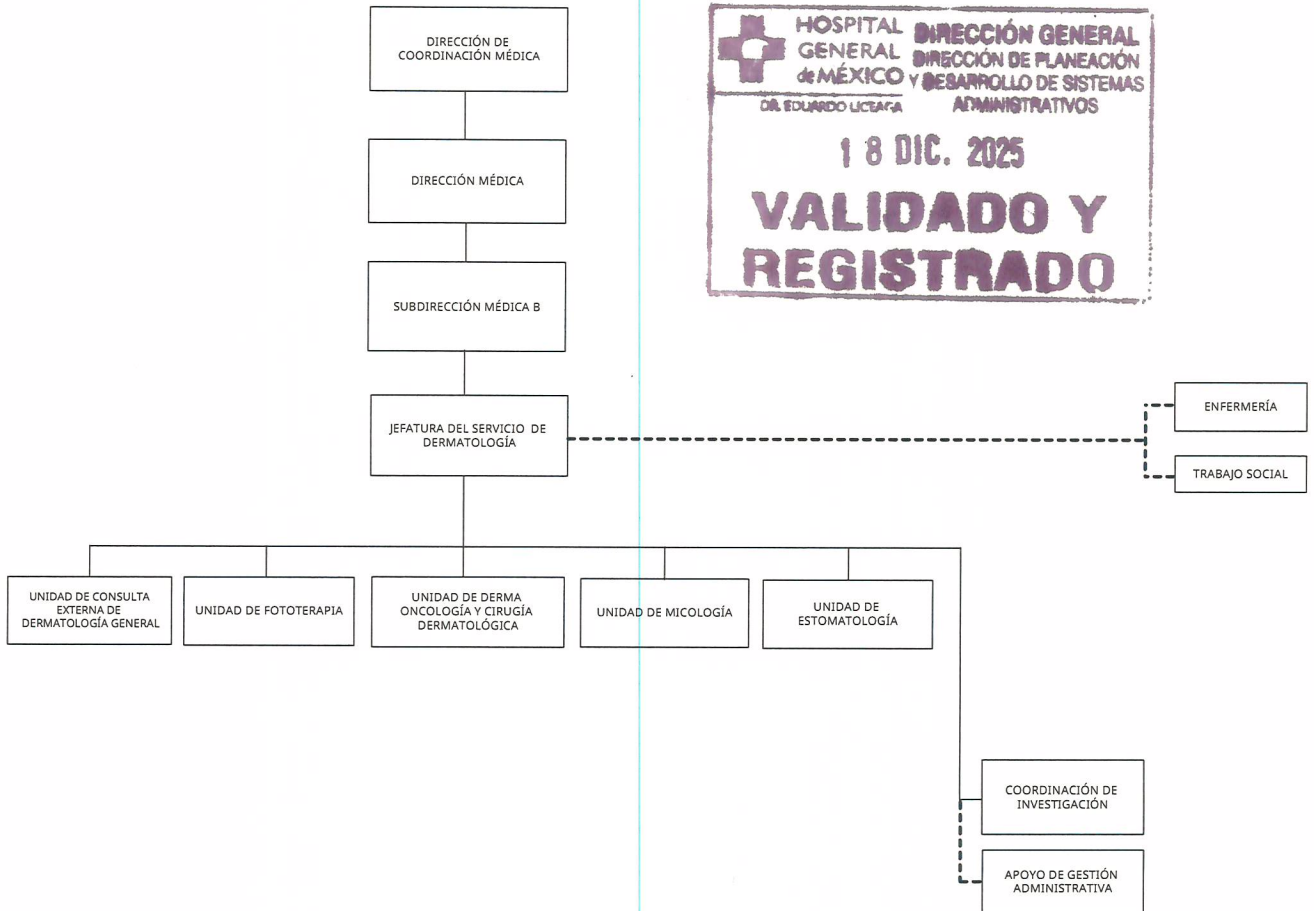 DIRECCIÓN DE
COORDINACIÓN MÉDICA
HOSPITAL
GENERAL
de MÉXICO
DR. EDUARDO LICEAGA
DIRECCIÓN GENERAL
DIRECCIÓN DE PLANEACIÓN
Y DESARROLLO DE SISTEMAS
ADMINISTRATIVOS
18 DIC. 2025
VALIDADO Y
REGISTRADO
DIRECCIÓN MÉDICA
SUBDIRECCIÓN MÉDICA B
JEFATURA DEL SERVICIO DE
DERMATOLOGÍA
ENFERMERÍA
TRABAJO SOCIAL
UNIDAD DE CONSULTA
EXTERNA DE
DERMATOLOGÍA GENERAL
UNIDAD DE FOTOTERAPIA
UNIDAD DE DERMA
ONCOLOGÍA Y CIRUGÍA
DERMATOLÓGICA
UNIDAD DE MICOLOGÍA
UNIDAD DE
ESTOMATOLOGÍA
COORDINACIÓN DE
INVESTIGACIÓN
APOYO DE GESTIÓN
ADMINISTRATIVA